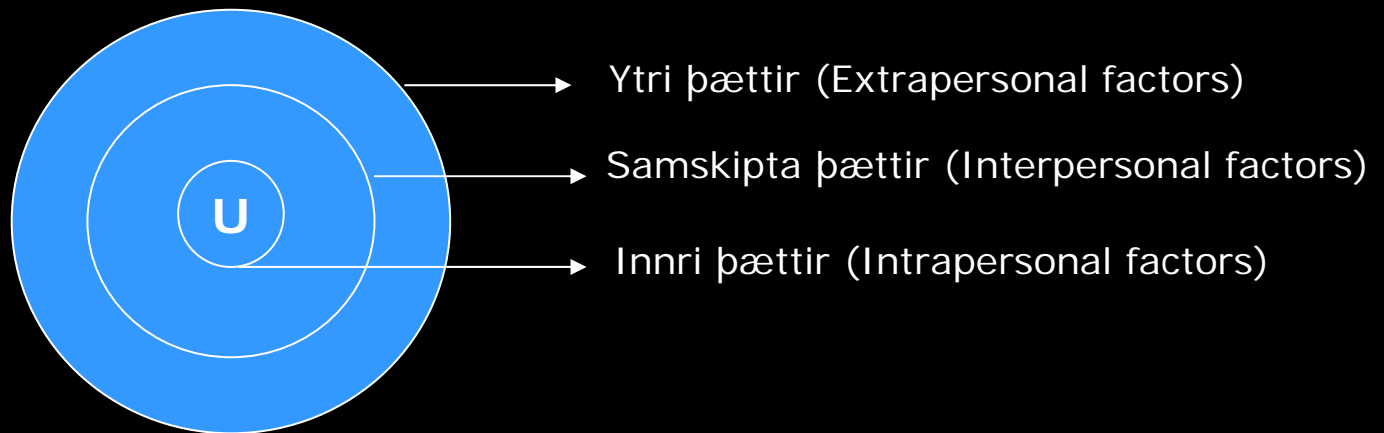 Ytri þættir (Extrapersonal factors)
Samskipta þættir (Interpersonal factors)
U
Innri þættir (Intrapersonal factors)